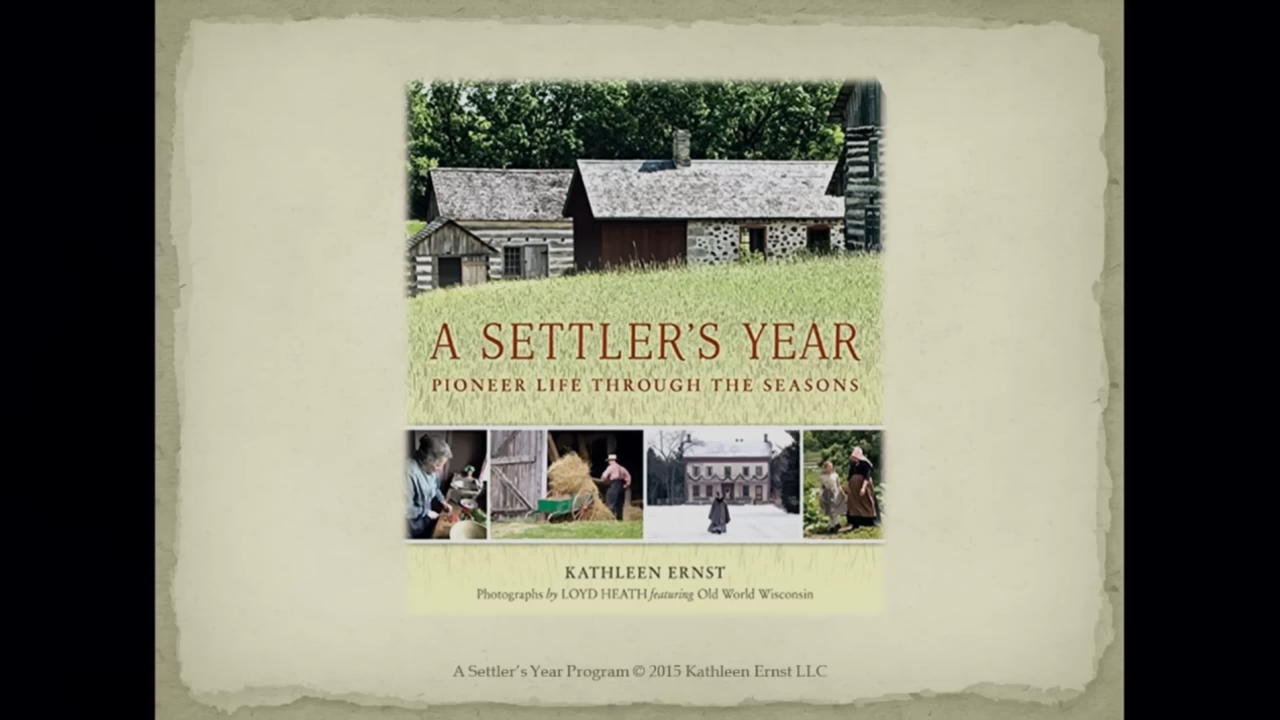 A SETTLER'S YEAR
PIONEER LIFE THROUGH THE SEASONS
KATHLEEN ERNST
Photographs by LOYD HEATH featuring Old World Wisconsin
A Settler's Year Program © 2015 Kathleen Ernst LLC